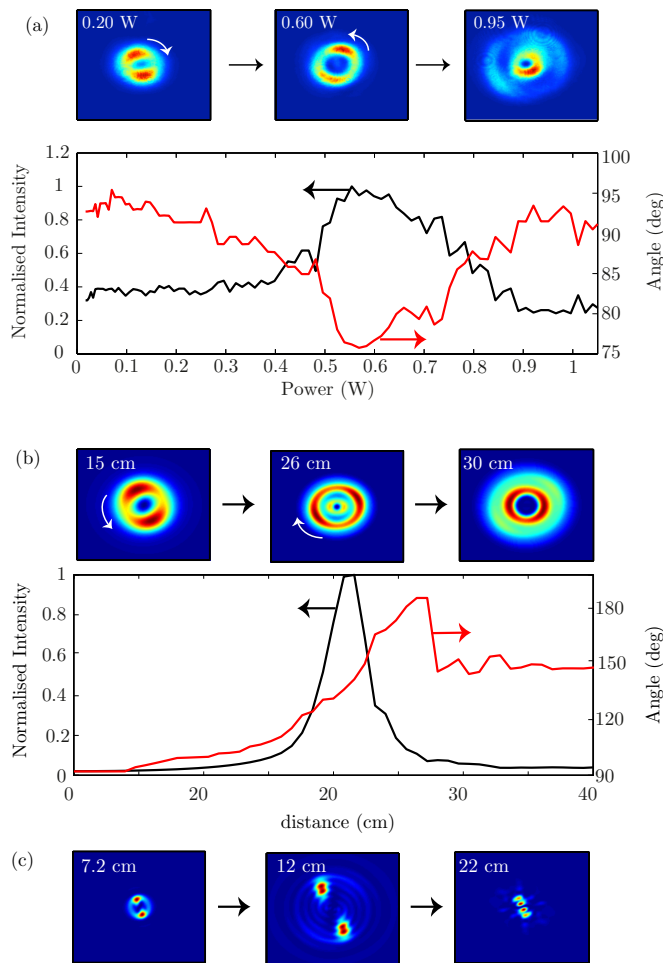 (a)
0.20 W
0.60 W
0.95 W
Normalised Intensity
1.2
1
0.8
0.6
0.4
0.2
0
100
95
90
85
80
75
Angle (deg)
0 0.1 0.2 0.3 0.4 0.5 0.6 0.7 0.8 0.9 1
Power (W)
(b)
15 cm
26 cm
30 cm
Normalised Intensity
1
0.8
0.6
0.4
0.2
0
180
150
120
90
Angle (deg)
0 20 20 30 40
distance (cm)
(c)
7.2 cm
12 cm
22 cm